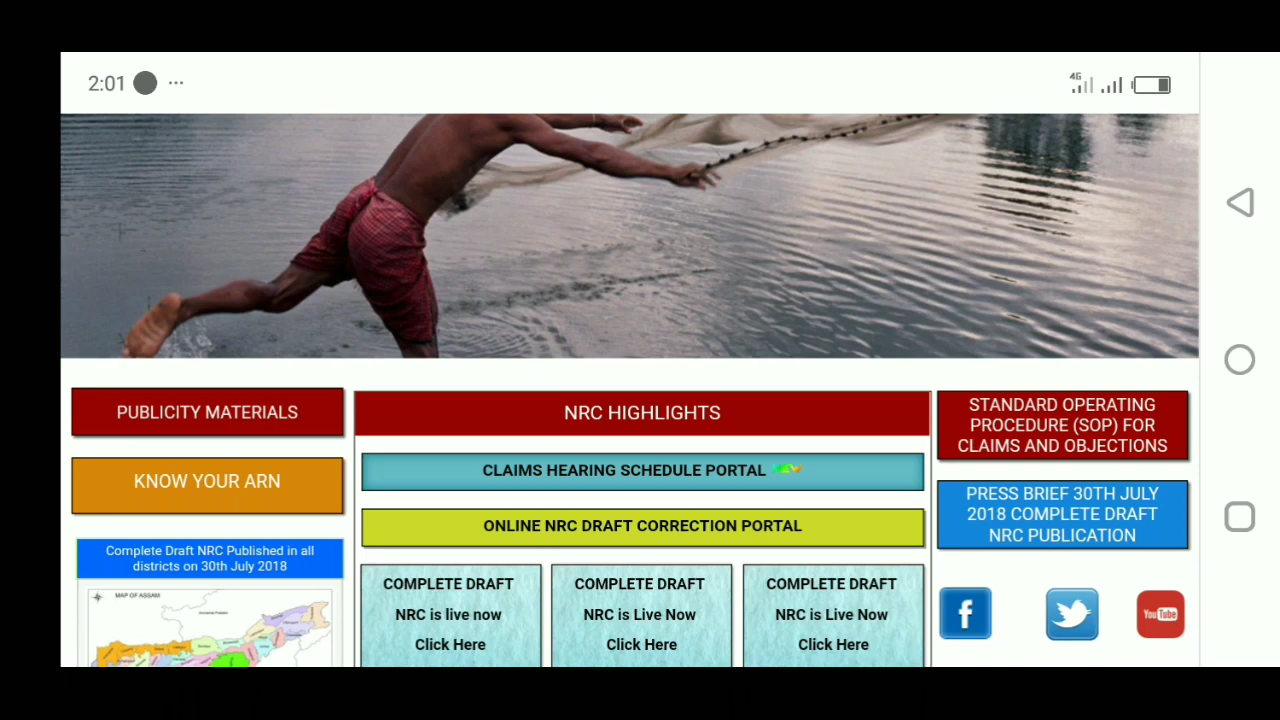 2:01
4G
PUBLICITY MATERIALS
KNOW YOUR ARN
Complete Draft NRC Published in all
districts on 30th July 2018
MAP OF ASSAM
NRC HIGHLIGHTS
CLAIMS HEARING SCHEDULE PORTAL
ONLINE NRC DRAFT CORRECTION PORTAL
COMPLETE DRAFT
NRC is live now
Click Here
COMPLETE DRAFT
NRC is Live Now
Click Here
COMPLETE DRAFT
NRC is Live Now
Click Here
STANDARD OPERATING
PROCEDURE (SOP) FOR
CLAIMS AND OBJECTIONS
PRESS BRIEF 30TH JULY
2018 COMPLETE DRAFT
NRC PUBLICATION
f
You Tube